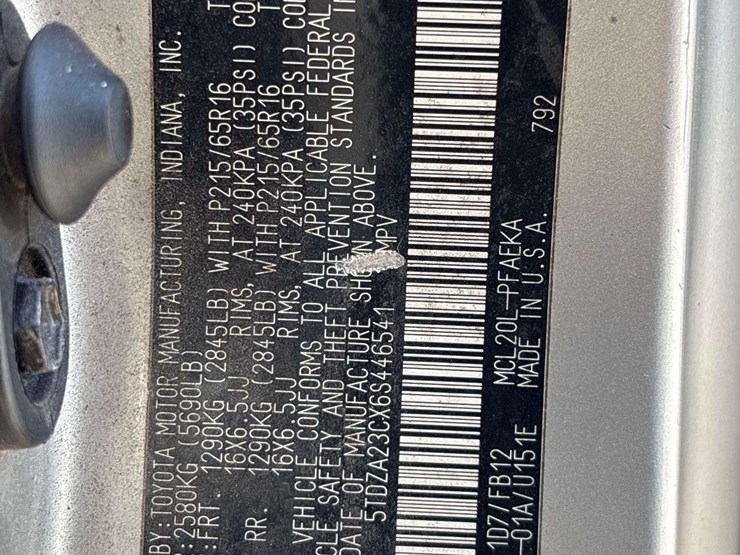 BY:TOYOTA MOTOR MANUFACTURING, INDIANA, INC.
:2580KG (5690LB)
:FRT. 1290KG (2845LB) WITH P215/65R16 T
16X6.5JJ RIMS, AT 240KPA (35PSI) CO
RR. 1290KG (2845LB) WITH P215/65R16 T
16X6.5JJ RIMS, AT 240KPA (35PSI) CO
VEHICLE CONFORMS TO ALL APPLICABLE FEDERAL
CLE SAFETY AND THEFT PREVENTION STANDARDS I
DATE OF MANUFACTURE SHOWN ABOVE.
5TDZA23CX6S446541 MPV
1D7/FB12 MCL20L-PFAEKA 792
-01A/0151E MADE IN U.S.A.